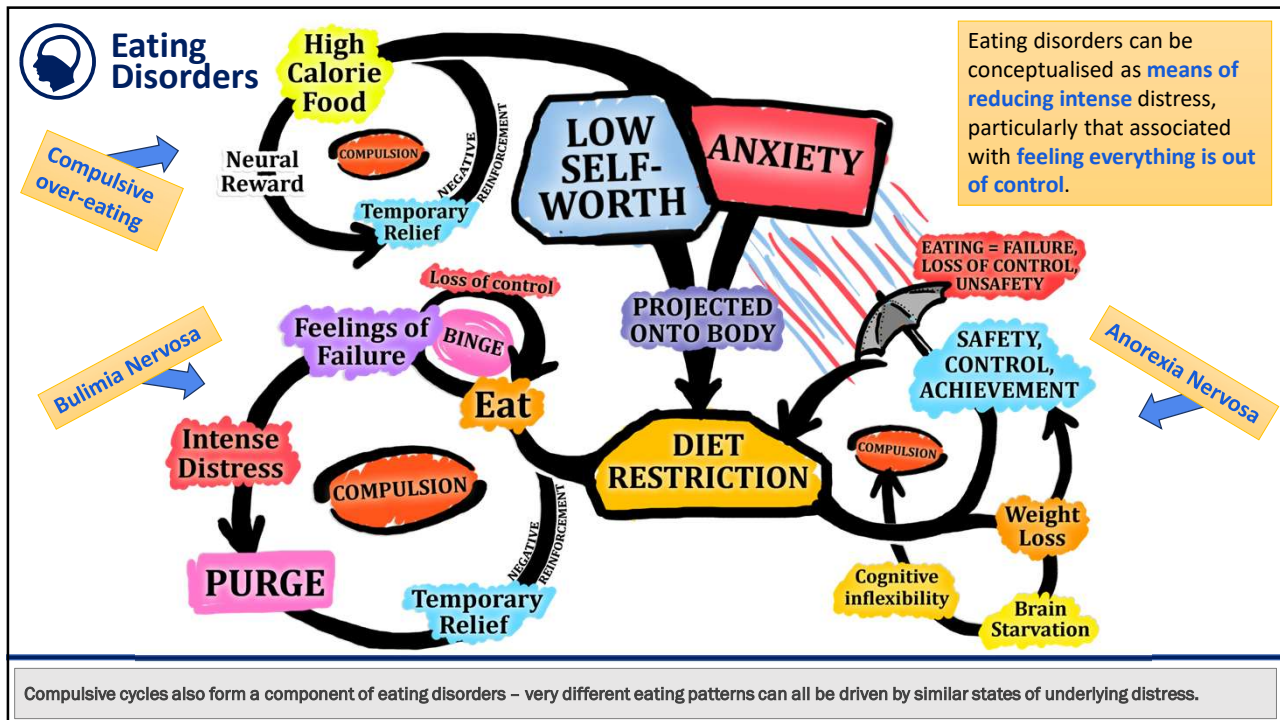 Eating
Disorders
Eating disorders can be
conceptualised as means of
reducing intense distress,
particularly that associated
with feeling everything is out
of control.
Compulsive
over-eating
High
Calorie
Food
Neural
Reward
COMPULSION
NEGATIVE
REINFORCEMENT
Temporary
Relief
LOW
SELF-
WORTH
ANXIETY
PROJECTED
ONTO BODY
EATING = FAILURE,
LOSS OF CONTROL,
UNSAFETY
SAFETY,
CONTROL,
ACHIEVEMENT
Anorexia Nervosa
Bulimia Nervosa
Loss of control
Feelings of
Failure
BINGE
Eat
Intense
Distress
COMPULSION
PURGE
NEGATIVE
REINFORCEMENT
Temporary
Relief
DIET
RESTRICTION
COMPULSION
Weight
Loss
Cognitive
inflexibility
Brain
Starvation
Compulsive cycles also form a component of eating disorders – very different eating patterns can all be driven by similar states of underlying distress.